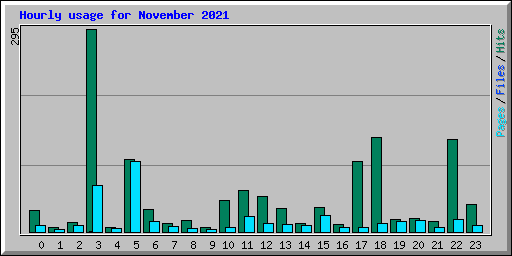 Hourly usage for November 2021
295
Pages/Files/Hits
0 1 2 3 4 5 6 7 8 9 10 11 12 13 14 15 16 17 18 19 20 21 22 23